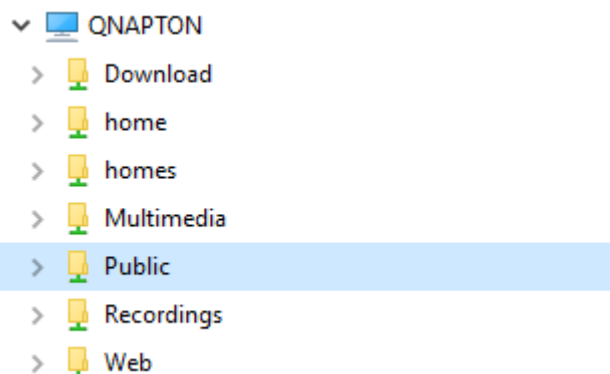 QNAPTON
Download
home
homes
Multimedia
Public
Recordings
Web